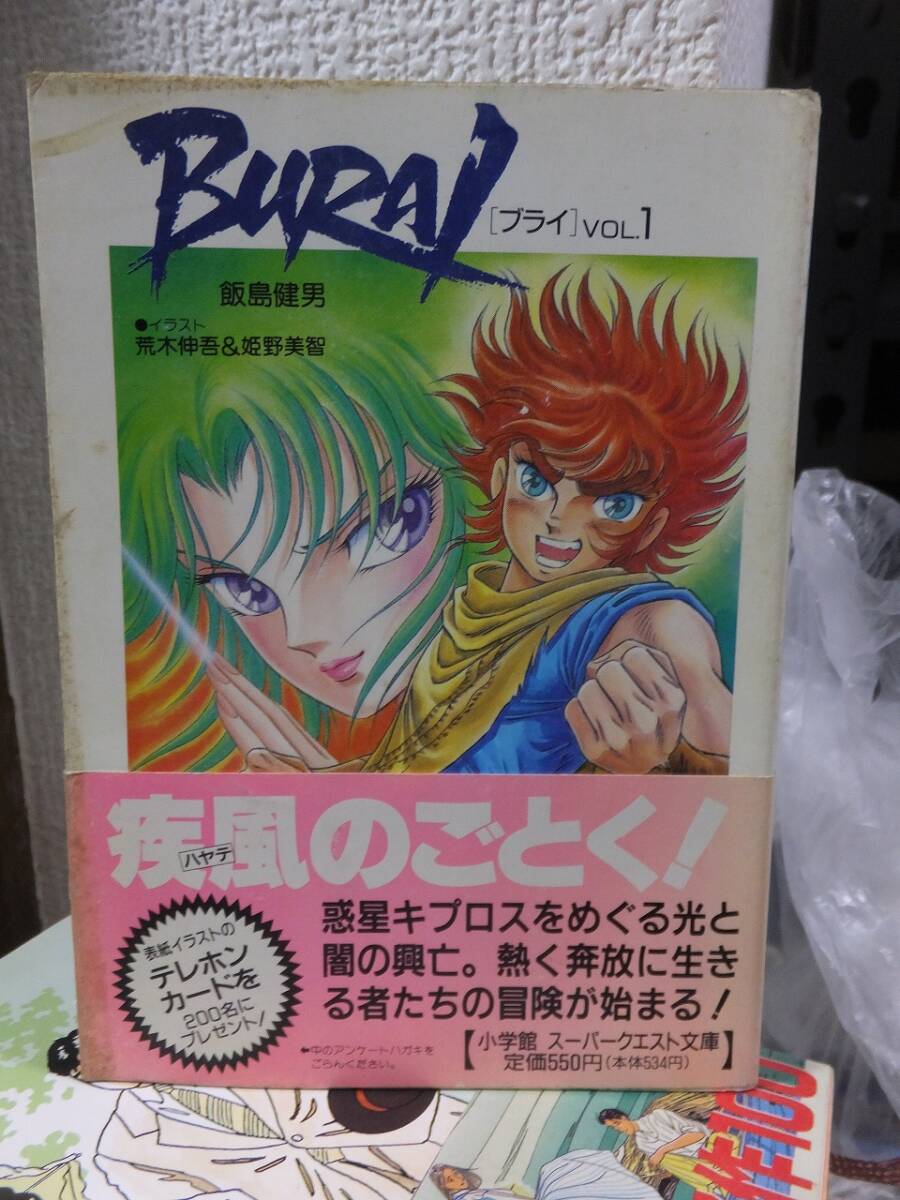 BURAI
[ブライ] VOL.1
飯島健男
●イラスト
荒木伸吾&姫野美智
疾風のごとく!
ハヤテ
惑星キプロスをめぐる光と
闇の興亡。熱く奔放に生き
る者たちの冒険が始まる!
表紙イラストの
テレホン
カードを
200名に
プレゼント!
←中のアンケートハガキを
ごらんください。
【小学館 スーパークエスト文庫】
定価550円(本体534円)
100